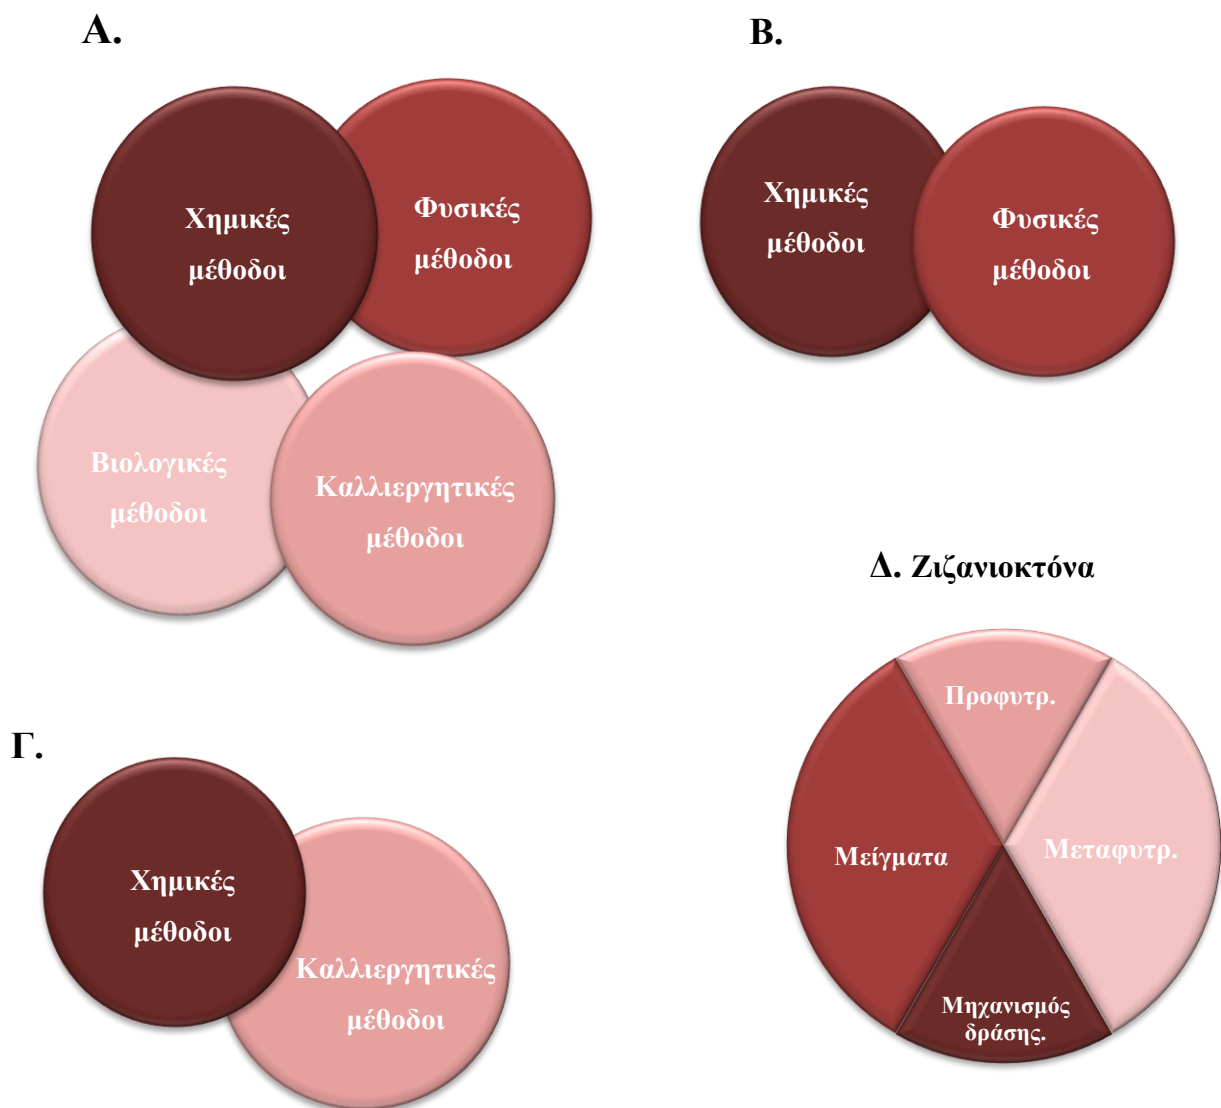 Α.
Χημικές
μέθοδοι
Φυσικές
μέθοδοι
Βιολογικές
μέθοδοι
Καλλιεργητικές
μέθοδοι
Β.
Χημικές
μέθοδοι
Φυσικές
μέθοδοι
Γ.
Χημικές
μέθοδοι
Καλλιεργητικές
μέθοδοι
Δ. Ζιζανιοκτόνα
Προφυτρ.
Μείγματα
Μεταφυτρ.
Μηχανισμός
δράσης.